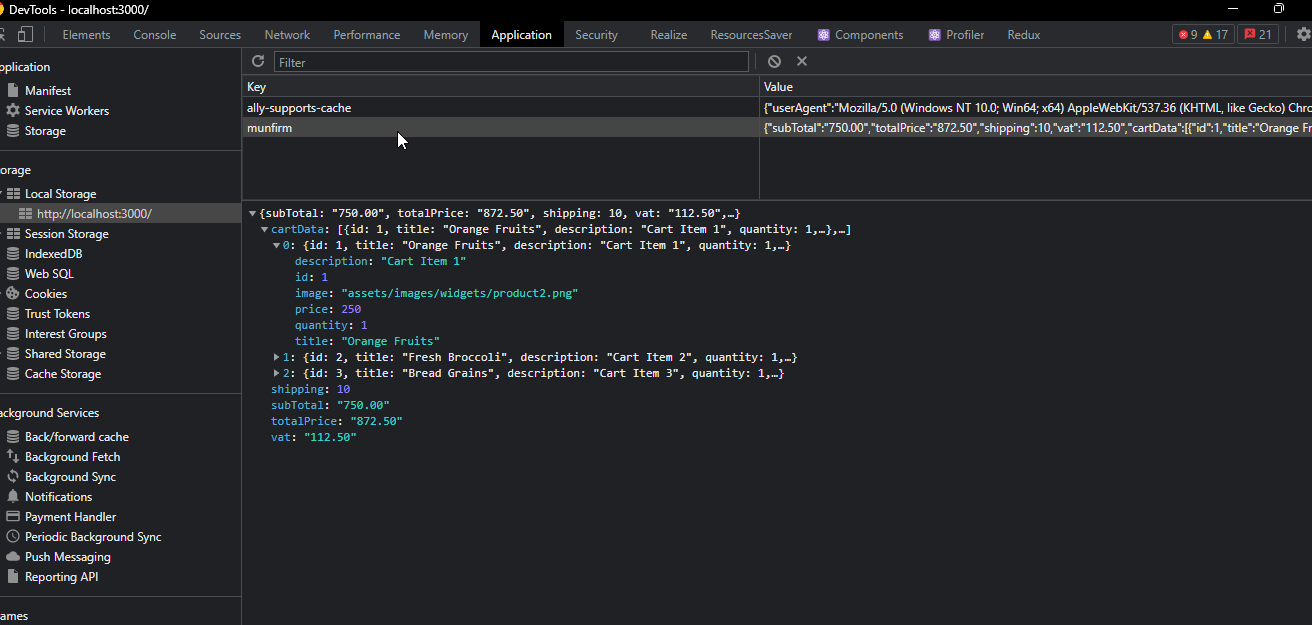 DevTools - localhost:3000/
Elements Console Sources Network Performance Memory Application Security Realize ResourcesSaver Components Profiler Redux 9 17 21
pplication
Manifest
Service Workers
Storage
orage
Local Storage
http://localhost:3000/
Session Storage
IndexedDB
Web SQL
Cookies
Trust Tokens
Interest Groups
Shared Storage
Cache Storage
ackground Services
Back/forward cache
Background Fetch
Background Sync
Notifications
Payment Handler
Periodic Background Sync
Push Messaging
Reporting API
ames
Filter
Key Value
ally-supports-cache {"userAgent":"Mozilla/5.0 (Windows NT 10.0; Win64; x64) AppleWebKit/537.36 (KHTML, like Gecko) Chro
munfirm {"subTotal":"750.00","totalPrice":"872.50","shipping":10,"vat":"112.50","cartData":[{"id":1,"title":"Orange Fr
{subTotal: "750.00", totalPrice: "872.50", shipping: 10, vat: "112.50",…}
cartData: [{id: 1, title: "Orange Fruits", description: "Cart Item 1", quantity: 1,…},…]
0: {id: 1, title: "Orange Fruits", description: "Cart Item 1", quantity: 1,…}
description: "Cart Item 1"
id: 1
image: "assets/images/widgets/product2.png"
price: 250
quantity: 1
title: "Orange Fruits"
1: {id: 2, title: "Fresh Broccoli", description: "Cart Item 2", quantity: 1,…}
2: {id: 3, title: "Bread Grains", description: "Cart Item 3", quantity: 1,…}
shipping: 10
subTotal: "750.00"
totalPrice: "872.50"
vat: "112.50"